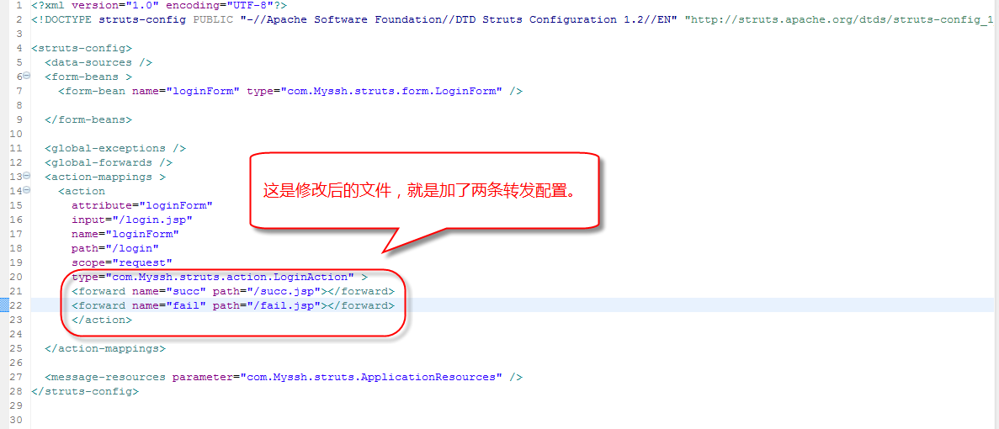 1 <?xml version="1.0" encoding="UTF-8"?>
2 <!DOCTYPE struts-config PUBLIC "-//Apache Software Foundation//DTD Struts Configuration 1.2//EN" "http://struts.apache.org/dtds/struts-config_1
3
4 <struts-config>
5   <data-sources />
6   <form-beans >
7     <form-bean name="loginForm" type="com.Myssh.struts.form.LoginForm" />
8
9   </form-beans>
10
11   <global-exceptions />
12   <global-forwards />
13   <action-mappings >
14     <action
15       attribute="loginForm"
16       input="/login.jsp"
17       name="loginForm"
18       path="/login"
19       scope="request"
20       type="com.Myssh.struts.action.LoginAction" >
21       <forward name="succ" path="/succ.jsp"></forward>
22       <forward name="fail" path="/fail.jsp"></forward>
23       </action>
24
25   </action-mappings>
26
27   <message-resources parameter="com.Myssh.struts.ApplicationResources" />
28 </struts-config>
29
30
这是修改后的文件，就是加了两条转发配置。